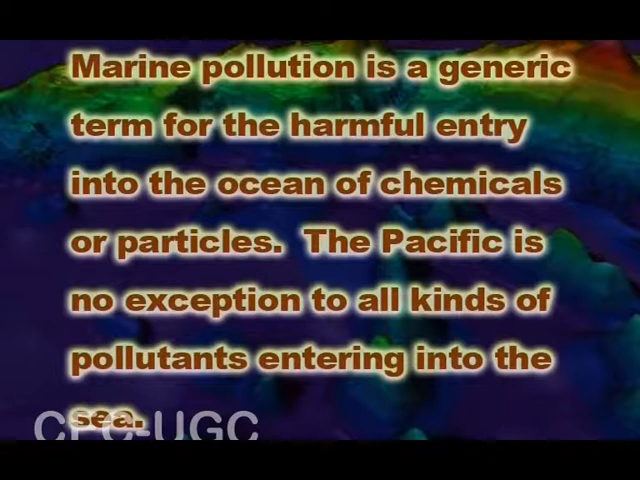 Marine pollution is a generic
term for the harmful entry
into the ocean of chemicals
or particles. The Pacific is
no exception to all kinds of
pollutants entering into the
sea.
CEC-UGC